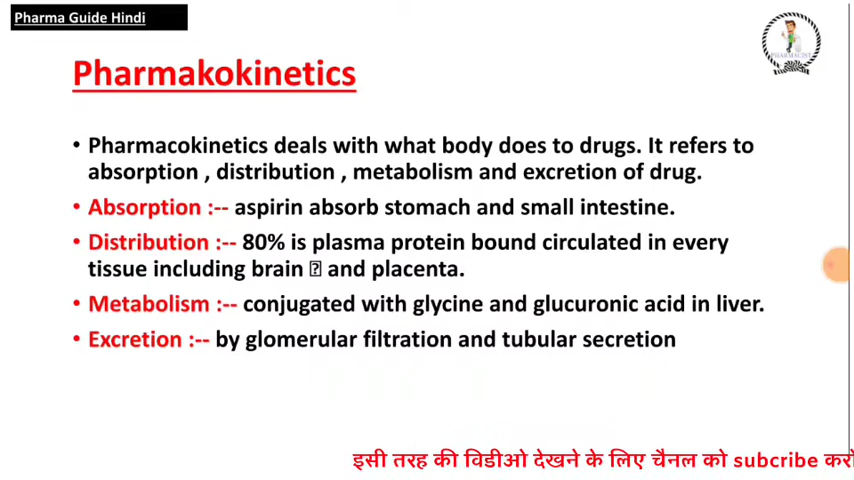 Pharma Guide Hindi
Pharmakokinetics
• Pharmacokinetics deals with what body does to drugs. It refers to
absorption , distribution , metabolism and excretion of drug.
• Absorption :-- aspirin absorb stomach and small intestine.
• Distribution :-- 80% is plasma protein bound circulated in every
tissue including brain and placenta.
• Metabolism :-- conjugated with glycine and glucuronic acid in liver.
• Excretion :-- by glomerular filtration and tubular secretion
इसी तरह की विडीओ देखने के लिए चैनल को subcribe करो